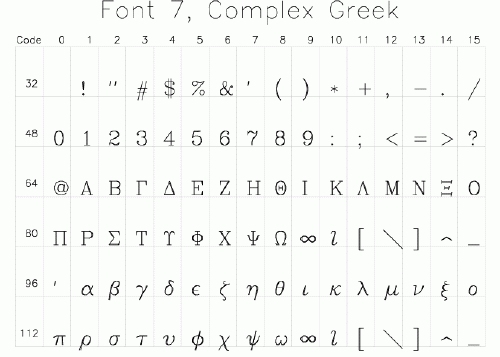 Font 7, Complex Greek
Code 0 1 2 3 4 5 6 7 8 9 10 11 12 13 14 15
32 ! " # $ % & ' ( ) * + , − . /
48 0 1 2 3 4 5 6 7 8 9 : ; < = > ?
64 @ Α Β Γ Δ Ε Ζ Η Θ Ι Κ Λ Μ Ν Ξ Ο
80 Π Ρ Σ Τ ϒ Φ Χ Ψ Ω ∞ l [ \ ] ⌢ _
96 ' α β γ δ ϵ ζ η θ ι κ λ μ ν ξ ο
112 π ρ σ τ υ ϕ χ ψ ω ∞ l [ \ ] ⌢ _